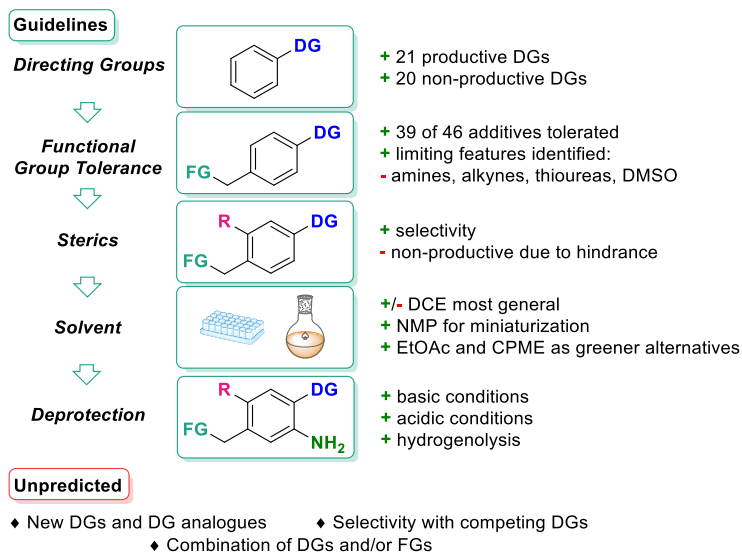 Guidelines
Directing Groups
DG
+ 21 productive DGs
+ 20 non-productive DGs
Functional
Group Tolerance
DG
FG
+ 39 of 46 additives tolerated
+ limiting features identified:
- amines, alkynes, thioureas, DMSO
Sterics
R
DG
FG
+ selectivity
- non-productive due to hindrance
Solvent
+/- DCE most general
+ NMP for miniaturization
+ EtOAc and CPME as greener alternatives
Deprotection
R
DG
FG
NH2
+ basic conditions
+ acidic conditions
+ hydrogenolysis
Unpredicted
♦ New DGs and DG analogues ♦ Selectivity with competing DGs
♦ Combination of DGs and/or FGs